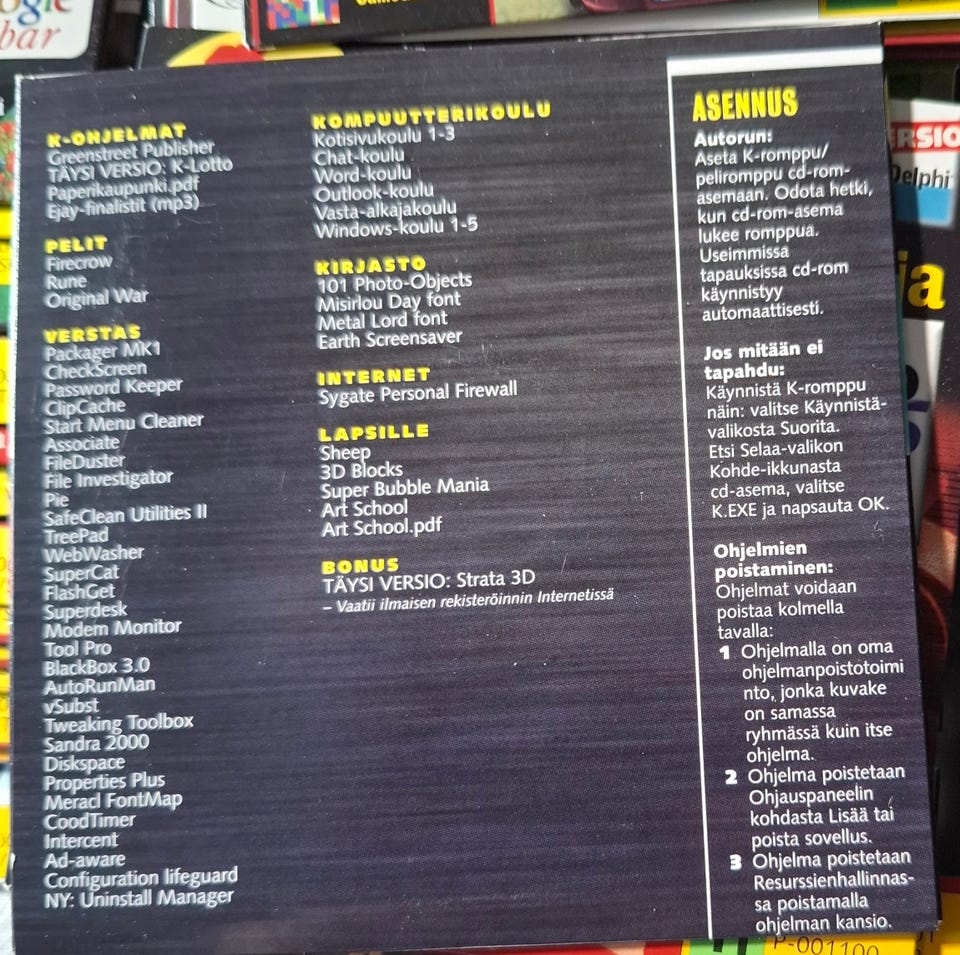 bar
K-OHJELMAT
Greenstreet Publisher
TÄYSI VERSIO: K-Lotto
Paperikaupunki.pdf
Ejay-finalistit (mp3)
PELIT
Firecrow
Rune
Original War
VERSTAS
Packager MK1
CheckScreen
Password Keeper
ClipCache
Start Menu Cleaner
Associate
FileDuster
File Investigator
Pie
SafeClean Utilities II
TreePad
WebWasher
SuperCat
FlashGet
Superdesk
Modem Monitor
Tool Pro
BlackBox 3.0
AutoRunMan
vSubst
Tweaking Toolbox
Sandra 2000
Diskspace
Properties Plus
Meracl FontMap
CoodTimer
Intercent
Ad-aware
Configuration lifeguard
NY: Uninstall Manager
KOMPUUTTERIKOULU
Kotisivukoulu 1-3
Chat-koulu
Word-koulu
Outlook-koulu
Vasta-alkajakoulu
Windows-koulu 1-5
KIRJASTO
101 Photo-Objects
Misirlou Day font
Metal Lord font
Earth Screensaver
INTERNET
Sygate Personal Firewall
LAPSILLE
Sheep
3D Blocks
Super Bubble Mania
Art School
Art School.pdf
BONUS
TÄYSI VERSIO: Strata 3D
– Vaatii ilmaisen rekisteröinnin Internetissä
ASENNUS
Autorun:
Aseta K-romppu/
peliromppu cd-rom-
asemaan. Odota hetki,
kun cd-rom-asema
lukee romppua.
Useimmissa
tapauksissa cd-rom
käynnistyy
automaattisesti.
Jos mitään ei
tapahdu:
Käynnistä K-romppu
näin: valitse Käynnistä-
valikosta Suorita.
Etsi Selaa-valikon
Kohde-ikkunasta
cd-asema, valitse
K.EXE ja napsauta OK.
Ohjelmien
poistaminen:
Ohjelmat voidaan
poistaa kolmella
tavalla:
1 Ohjelmalla on oma
ohjelmanpoistotoimi
nto, jonka kuvake
on samassa
ryhmässä kuin itse
ohjelma.
2 Ohjelma poistetaan
Ohjauspaneelin
kohdasta Lisää tai
poista sovellus.
3 Ohjelma poistetaan
Resurssienhallinnas-
sa poistamalla
ohjelman kansio.
RSIO
Delphi
ja
P-001100